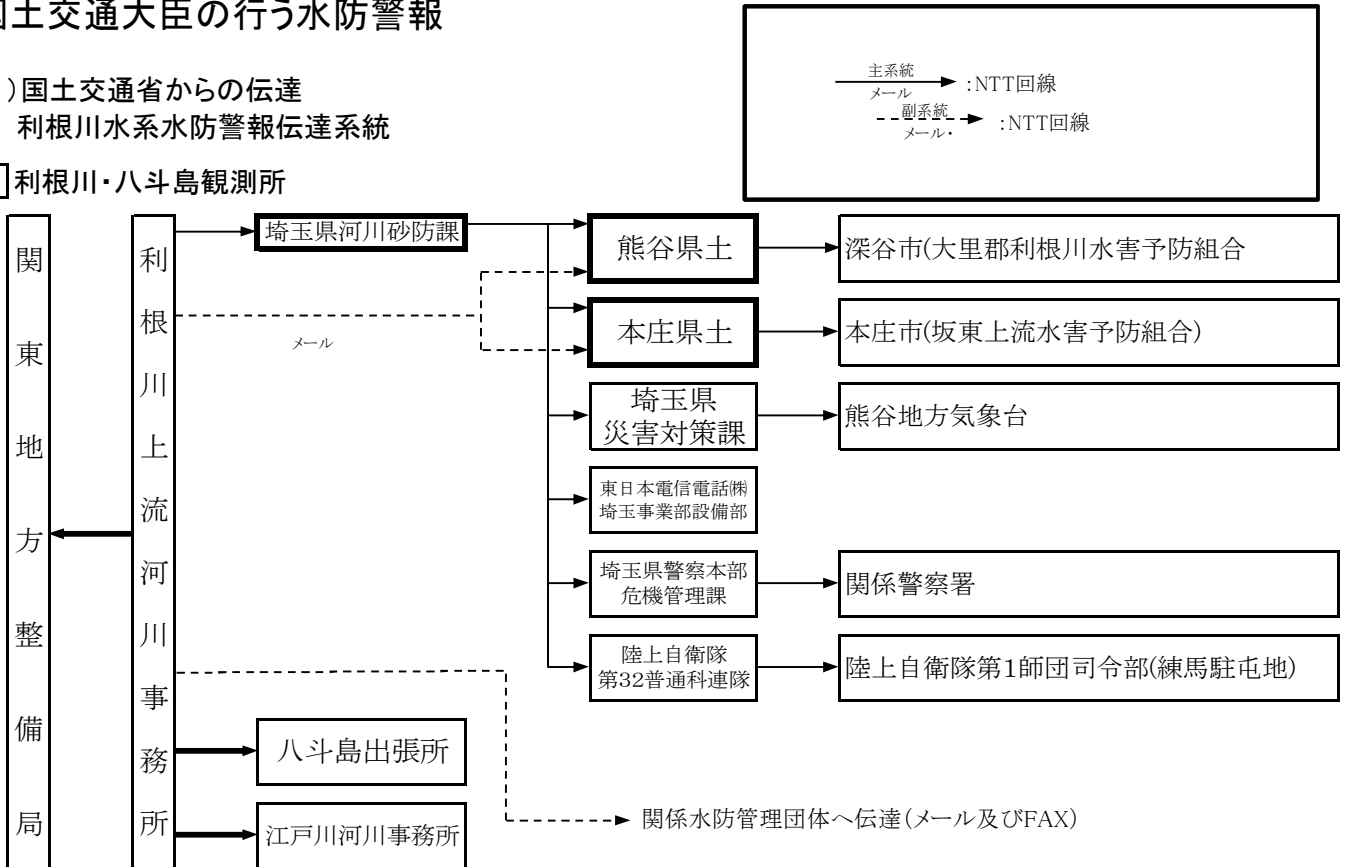 国土交通大臣の行う水防警報
)国土交通省からの伝達
利根川水系水防警報伝達系統
利根川・八斗島観測所
主系統
メール
:NTT回線
副系統
メール・
:NTT回線
関東地方整備局
利根川上流河川事務所
埼玉県河川砂防課
メール
熊谷県土
深谷市(大里郡利根川水害予防組合
本庄県土
本庄市(坂東上流水害予防組合)
埼玉県
災害対策課
熊谷地方気象台
東日本電信電話㈱
埼玉事業部設備部
埼玉県警察本部
危機管理課
関係警察署
陸上自衛隊
第32普通科連隊
陸上自衛隊第1師団司令部(練馬駐屯地)
八斗島出張所
江戸川河川事務所
関係水防管理団体へ伝達(メール及びFAX)